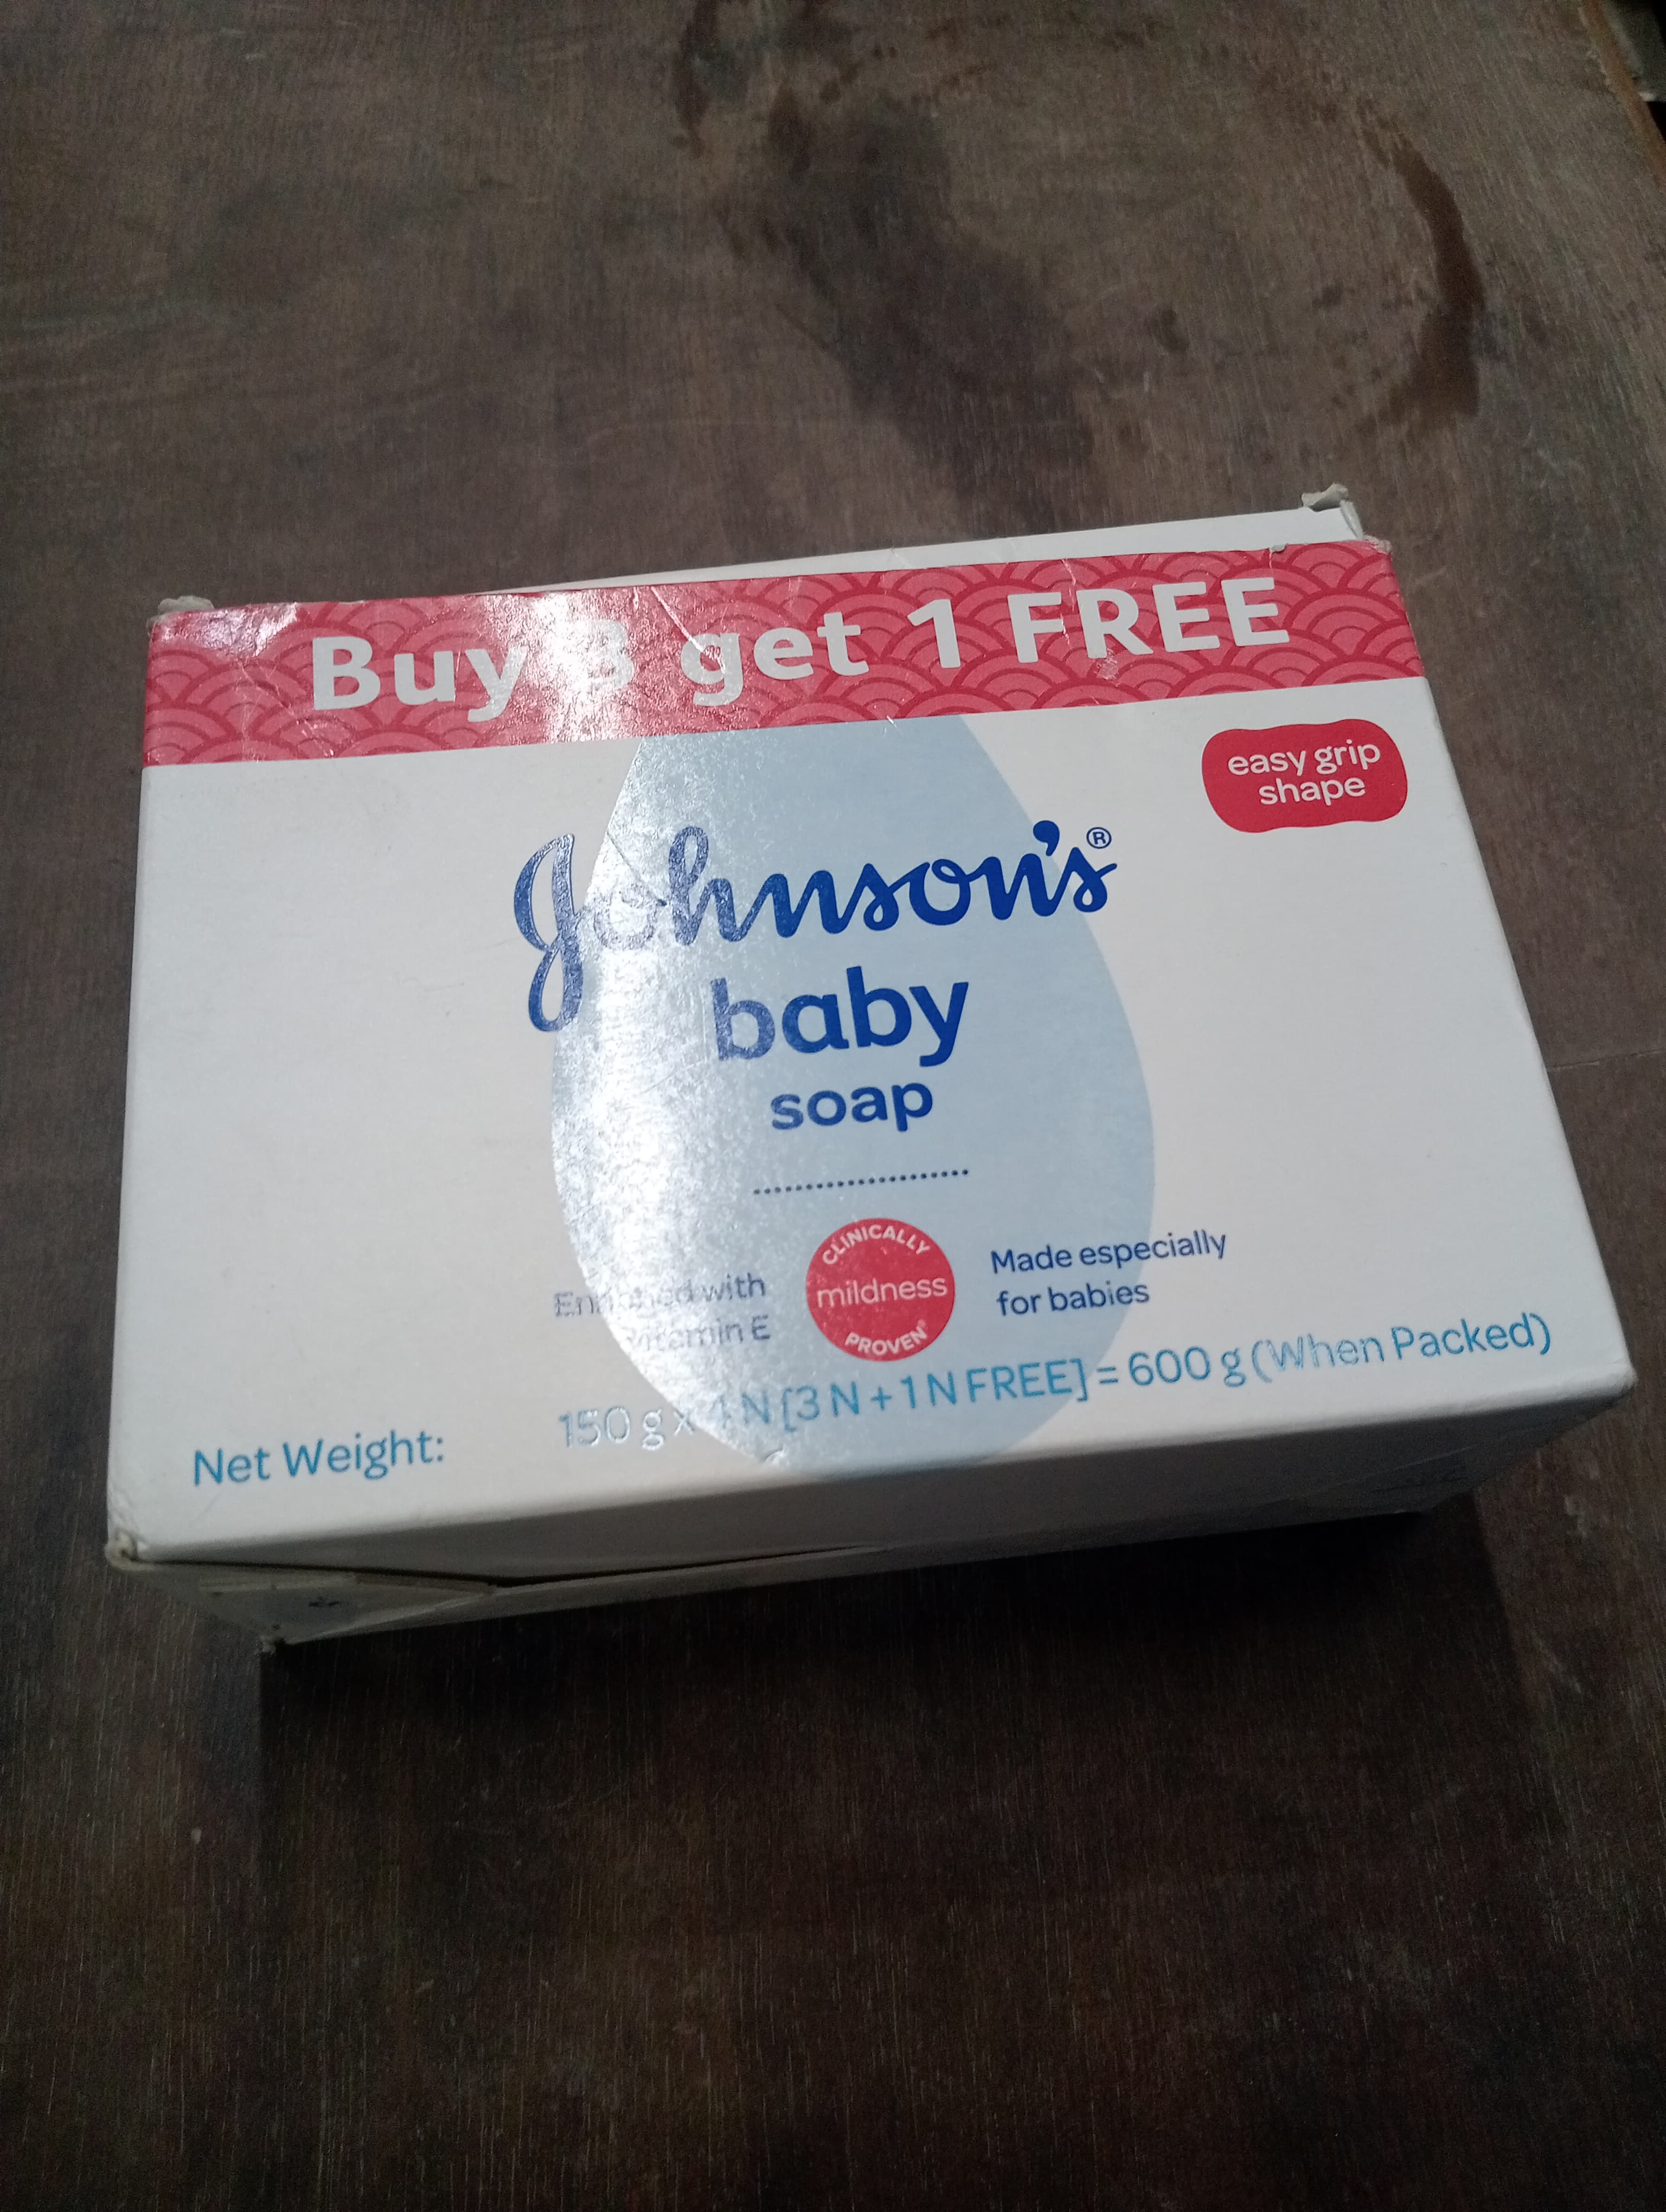 Buy 3 get 1 FREE
easy grip
shape
Johnson's®
baby
soap
Enriched with
Vitamin E
CLINICALLY
mildness
PROVEN®
Made especially
for babies
Net Weight: 150 g x 4 N [3 N + 1 N FREE] = 600 g (When Packed)